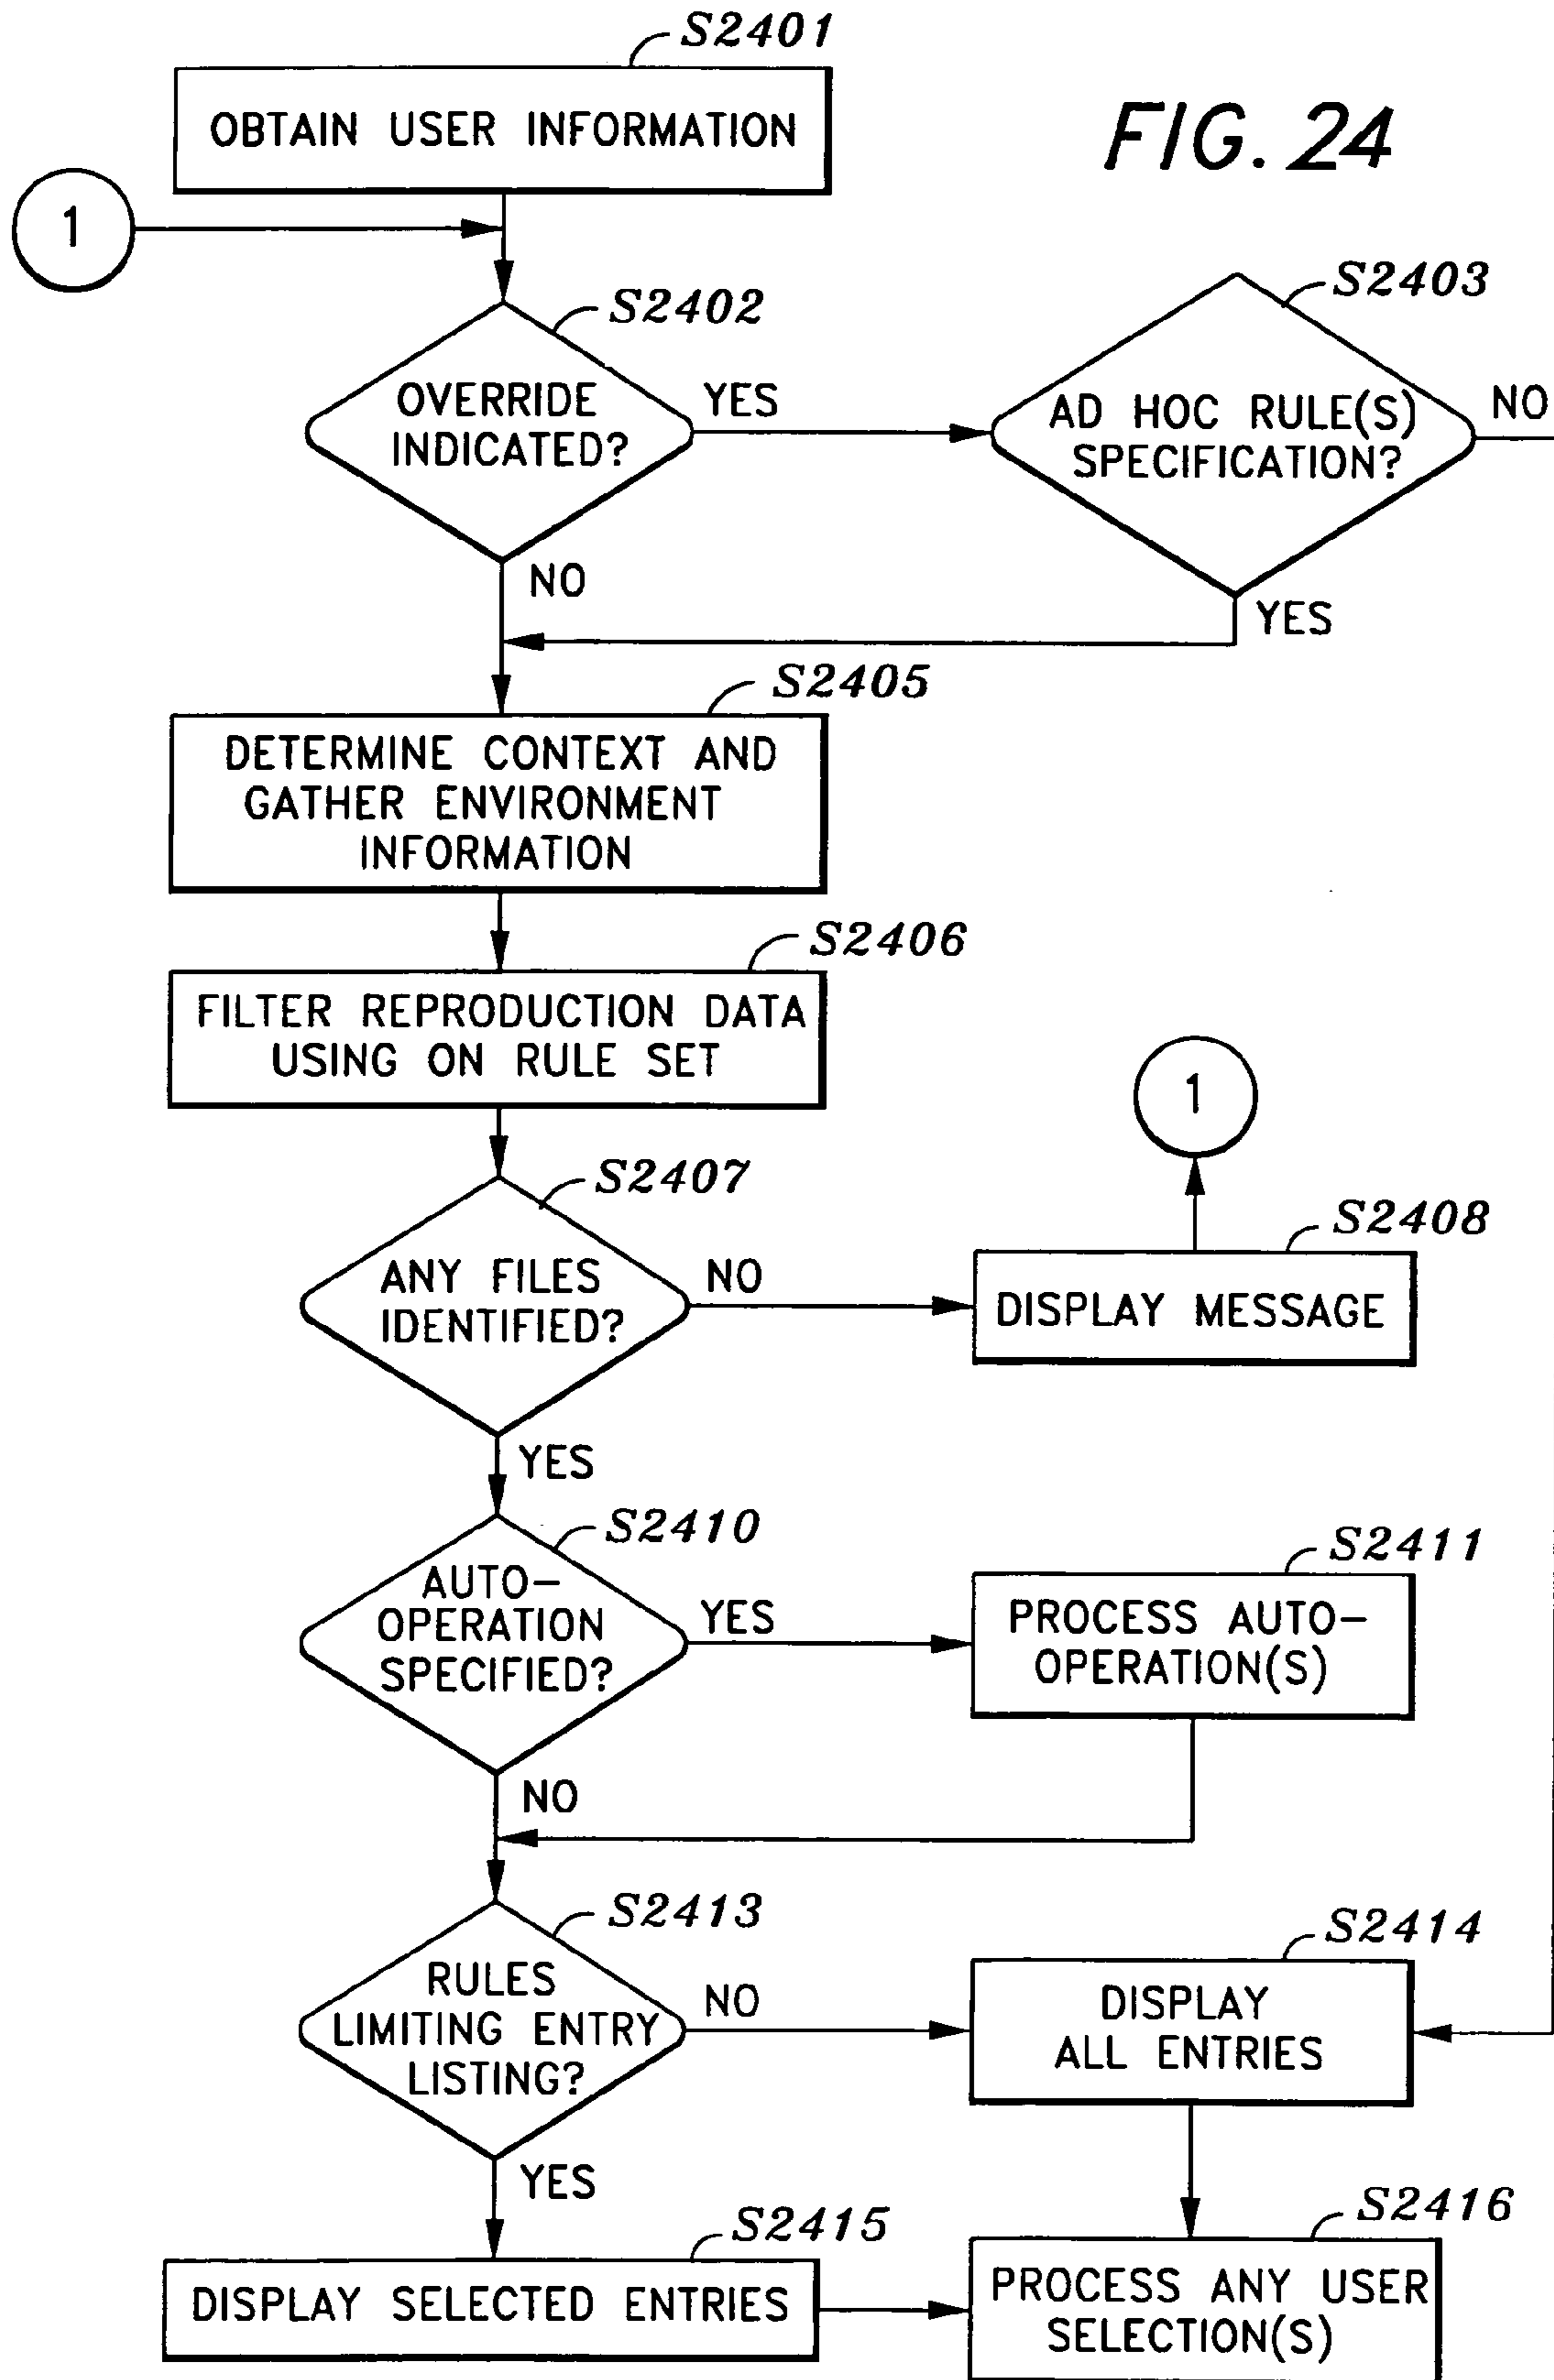 S2401
OBTAIN USER INFORMATION
FIG. 24
1
S2402
OVERRIDE
INDICATED?
YES
NO
S2403
AD HOC RULE(S)
SPECIFICATION?
NO
YES
S2405
DETERMINE CONTEXT AND
GATHER ENVIRONMENT
INFORMATION
S2406
FILTER REPRODUCTION DATA
USING ON RULE SET
1
S2407
ANY FILES
IDENTIFIED?
NO
YES
S2408
DISPLAY MESSAGE
S2410
AUTO-
OPERATION
SPECIFIED?
YES
NO
S2411
PROCESS AUTO-
OPERATION(S)
S2413
RULES
LIMITING ENTRY
LISTING?
NO
YES
S2414
DISPLAY
ALL ENTRIES
S2415
DISPLAY SELECTED ENTRIES
S2416
PROCESS ANY USER
SELECTION(S)